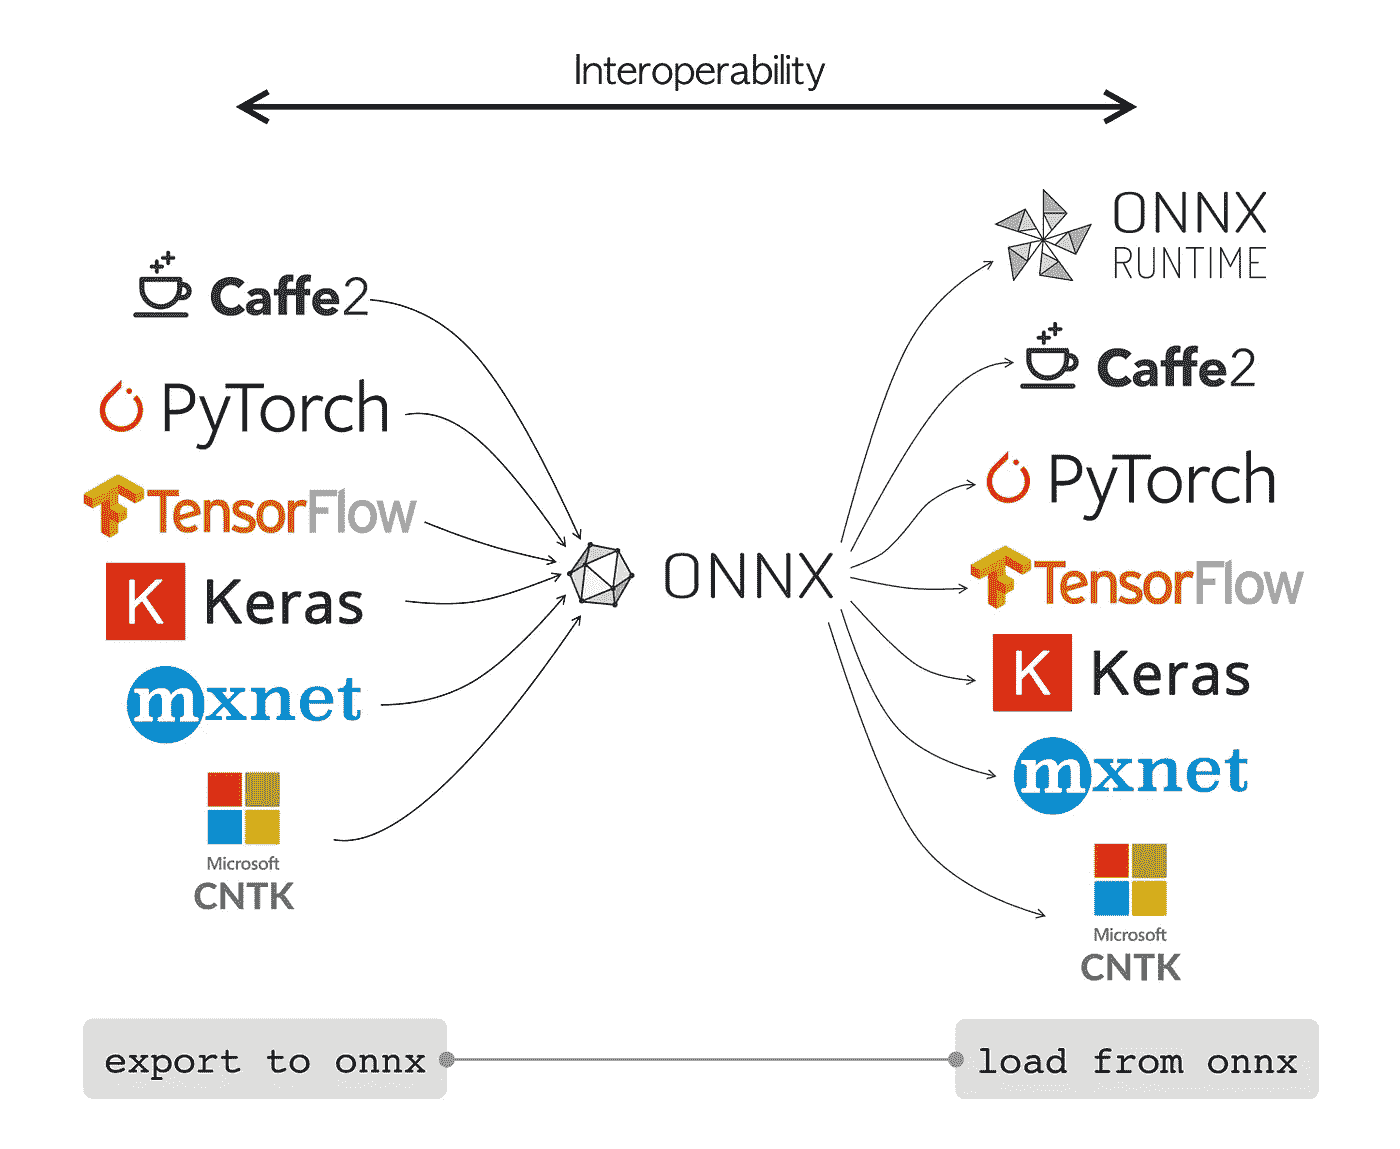 Interoperability
Caffe2
PyTorch
TensorFlow
K Keras
mxnet
Microsoft
CNTK
ONNX
ONNX
RUNTIME
Caffe2
PyTorch
TensorFlow
K Keras
mxnet
Microsoft
CNTK
export to onnx
load from onnx